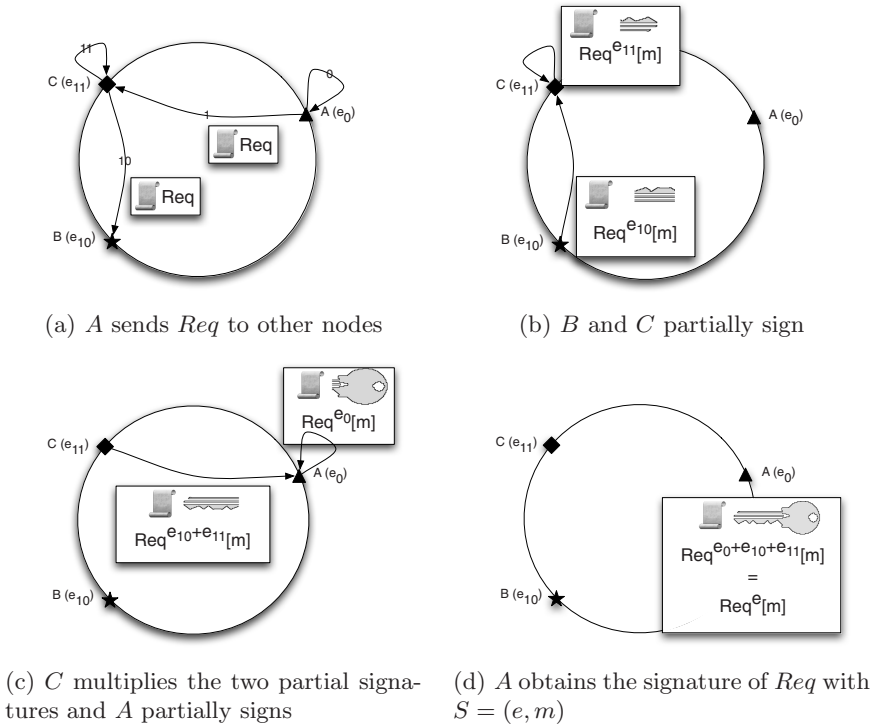 11
0
C (e11)
1
A (e0)
Req
10
Req
B (e10)
Req^e11[m]
C (e11)
A (e0)
Req^e10[m]
B (e10)
(a) A sends Req to other nodes
(b) B and C partially sign
Req^e0[m]
C (e11)
A (e0)
Req^e10+e11[m]
B (e10)
C (e11)
A (e0)
Req^e0+e10+e11[m]
=
Req^e[m]
B (e10)
(c) C multiplies the two partial signa-
tures and A partially signs
(d) A obtains the signature of Req with
S = (e, m)